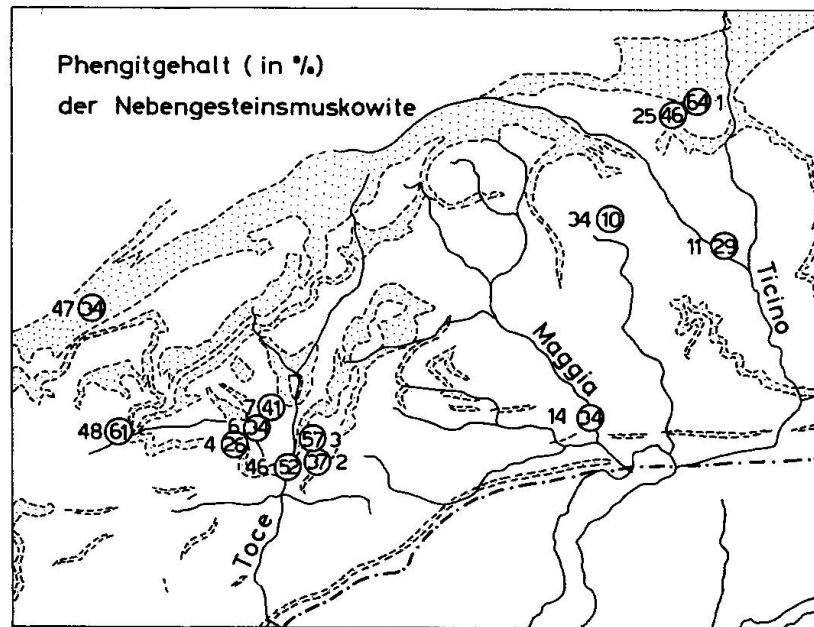 Phengitgehalt ( in %)
der Nebengesteinsmuskowite
64 1
25 46
34 10
11 29
Ticino
47 34
Maggia
14 34
7 41
6 34
48 61
4 26
57 3
46 52
37 2
Toce